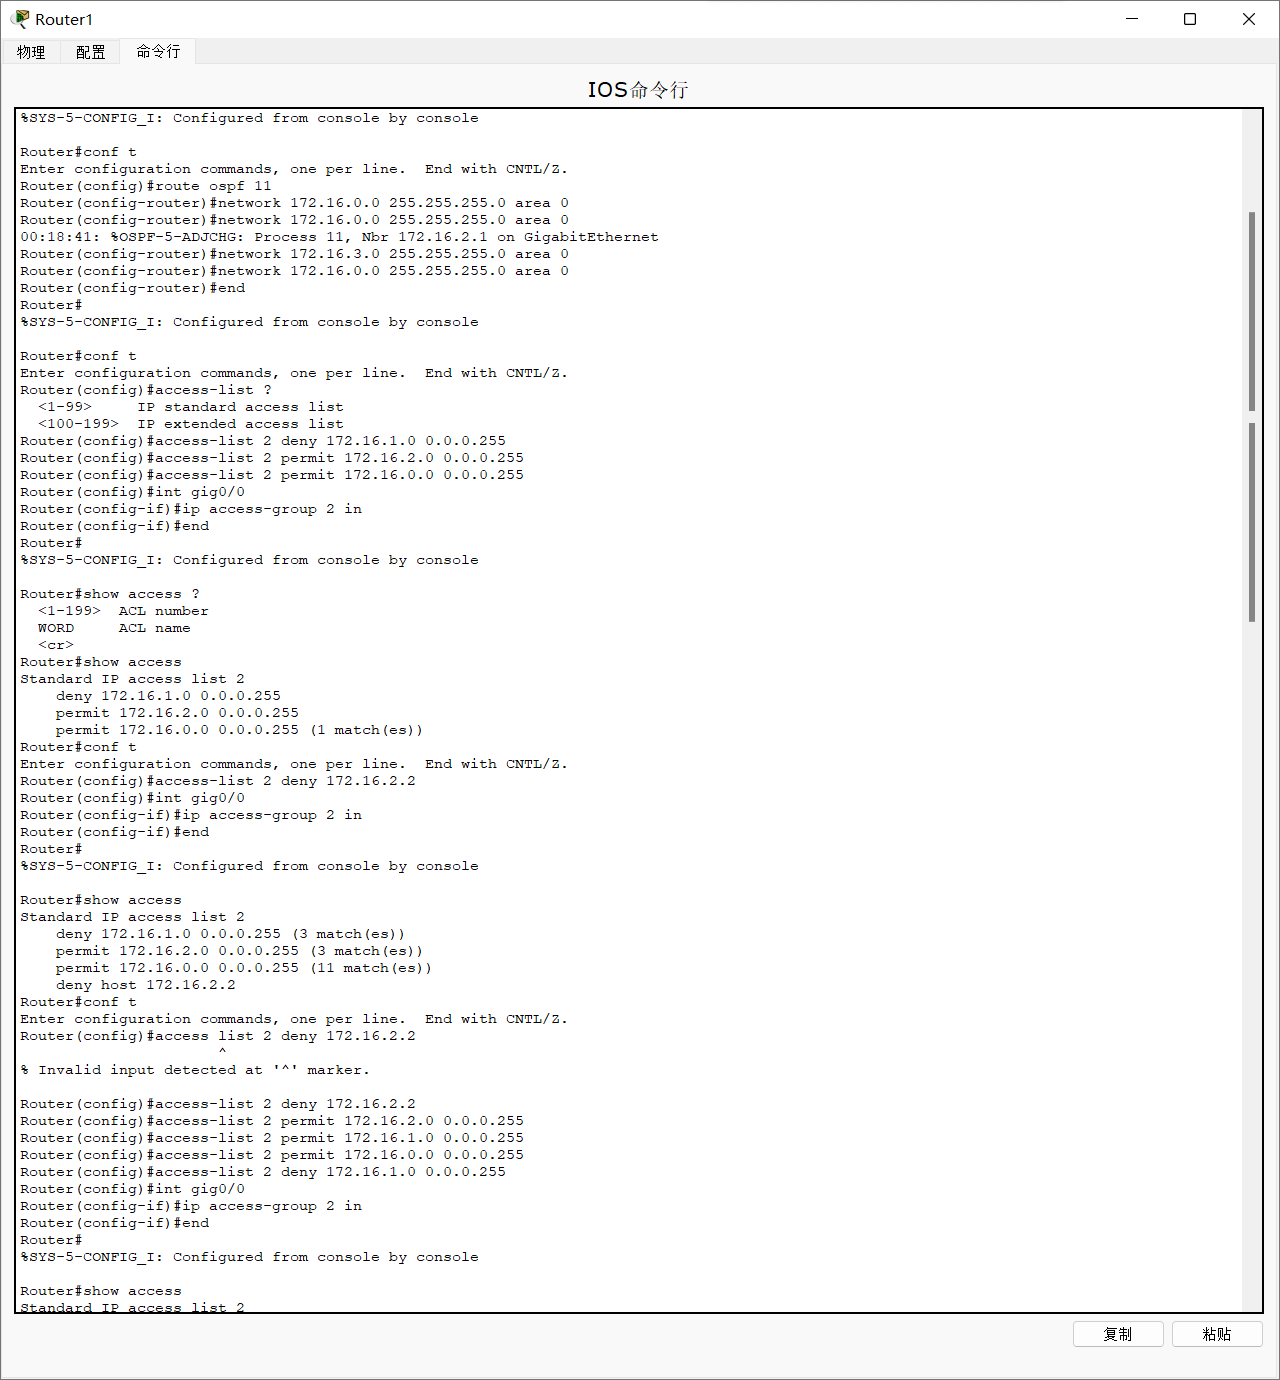 Router1
物理 配置 命令行
IOS命令行
%SYS-5-CONFIG_I: Configured from console by console
Router#conf t
Enter configuration commands, one per line.  End with CNTL/Z.
Router(config)#route ospf 11
Router(config-router)#network 172.16.0.0 255.255.255.0 area 0
Router(config-router)#network 172.16.0.0 255.255.255.0 area 0
00:18:41: %OSPF-5-ADJCHG: Process 11, Nbr 172.16.2.1 on GigabitEthernet
Router(config-router)#network 172.16.3.0 255.255.255.0 area 0
Router(config-router)#network 172.16.0.0 255.255.255.0 area 0
Router(config-router)#end
Router#
%SYS-5-CONFIG_I: Configured from console by console
Router#conf t
Enter configuration commands, one per line.  End with CNTL/Z.
Router(config)#access-list ?
  <1-99>     IP standard access list
  <100-199>  IP extended access list
Router(config)#access-list 2 deny 172.16.1.0 0.0.0.255
Router(config)#access-list 2 permit 172.16.2.0 0.0.0.255
Router(config)#access-list 2 permit 172.16.0.0 0.0.0.255
Router(config)#int gig0/0
Router(config-if)#ip access-group 2 in
Router(config-if)#end
Router#
%SYS-5-CONFIG_I: Configured from console by console
Router#show access ?
  <1-199>  ACL number
  WORD     ACL name
  <cr>
Router#show access
Standard IP access list 2
    deny 172.16.1.0 0.0.0.255
    permit 172.16.2.0 0.0.0.255
    permit 172.16.0.0 0.0.0.255 (1 match(es))
Router#conf t
Enter configuration commands, one per line.  End with CNTL/Z.
Router(config)#access-list 2 deny 172.16.2.2
Router(config)#int gig0/0
Router(config-if)#ip access-group 2 in
Router(config-if)#end
Router#
%SYS-5-CONFIG_I: Configured from console by console
Router#show access
Standard IP access list 2
    deny 172.16.1.0 0.0.0.255 (3 match(es))
    permit 172.16.2.0 0.0.0.255 (3 match(es))
    permit 172.16.0.0 0.0.0.255 (11 match(es))
    deny host 172.16.2.2
Router#conf t
Enter configuration commands, one per line.  End with CNTL/Z.
Router(config)#access list 2 deny 172.16.2.2
                      ^
% Invalid input detected at '^' marker.
Router(config)#access-list 2 deny 172.16.2.2
Router(config)#access-list 2 permit 172.16.2.0 0.0.0.255
Router(config)#access-list 2 permit 172.16.1.0 0.0.0.255
Router(config)#access-list 2 permit 172.16.0.0 0.0.0.255
Router(config)#access-list 2 deny 172.16.1.0 0.0.0.255
Router(config)#int gig0/0
Router(config-if)#ip access-group 2 in
Router(config-if)#end
Router#
%SYS-5-CONFIG_I: Configured from console by console
Router#show access
Standard IP access list 2
复制 粘贴